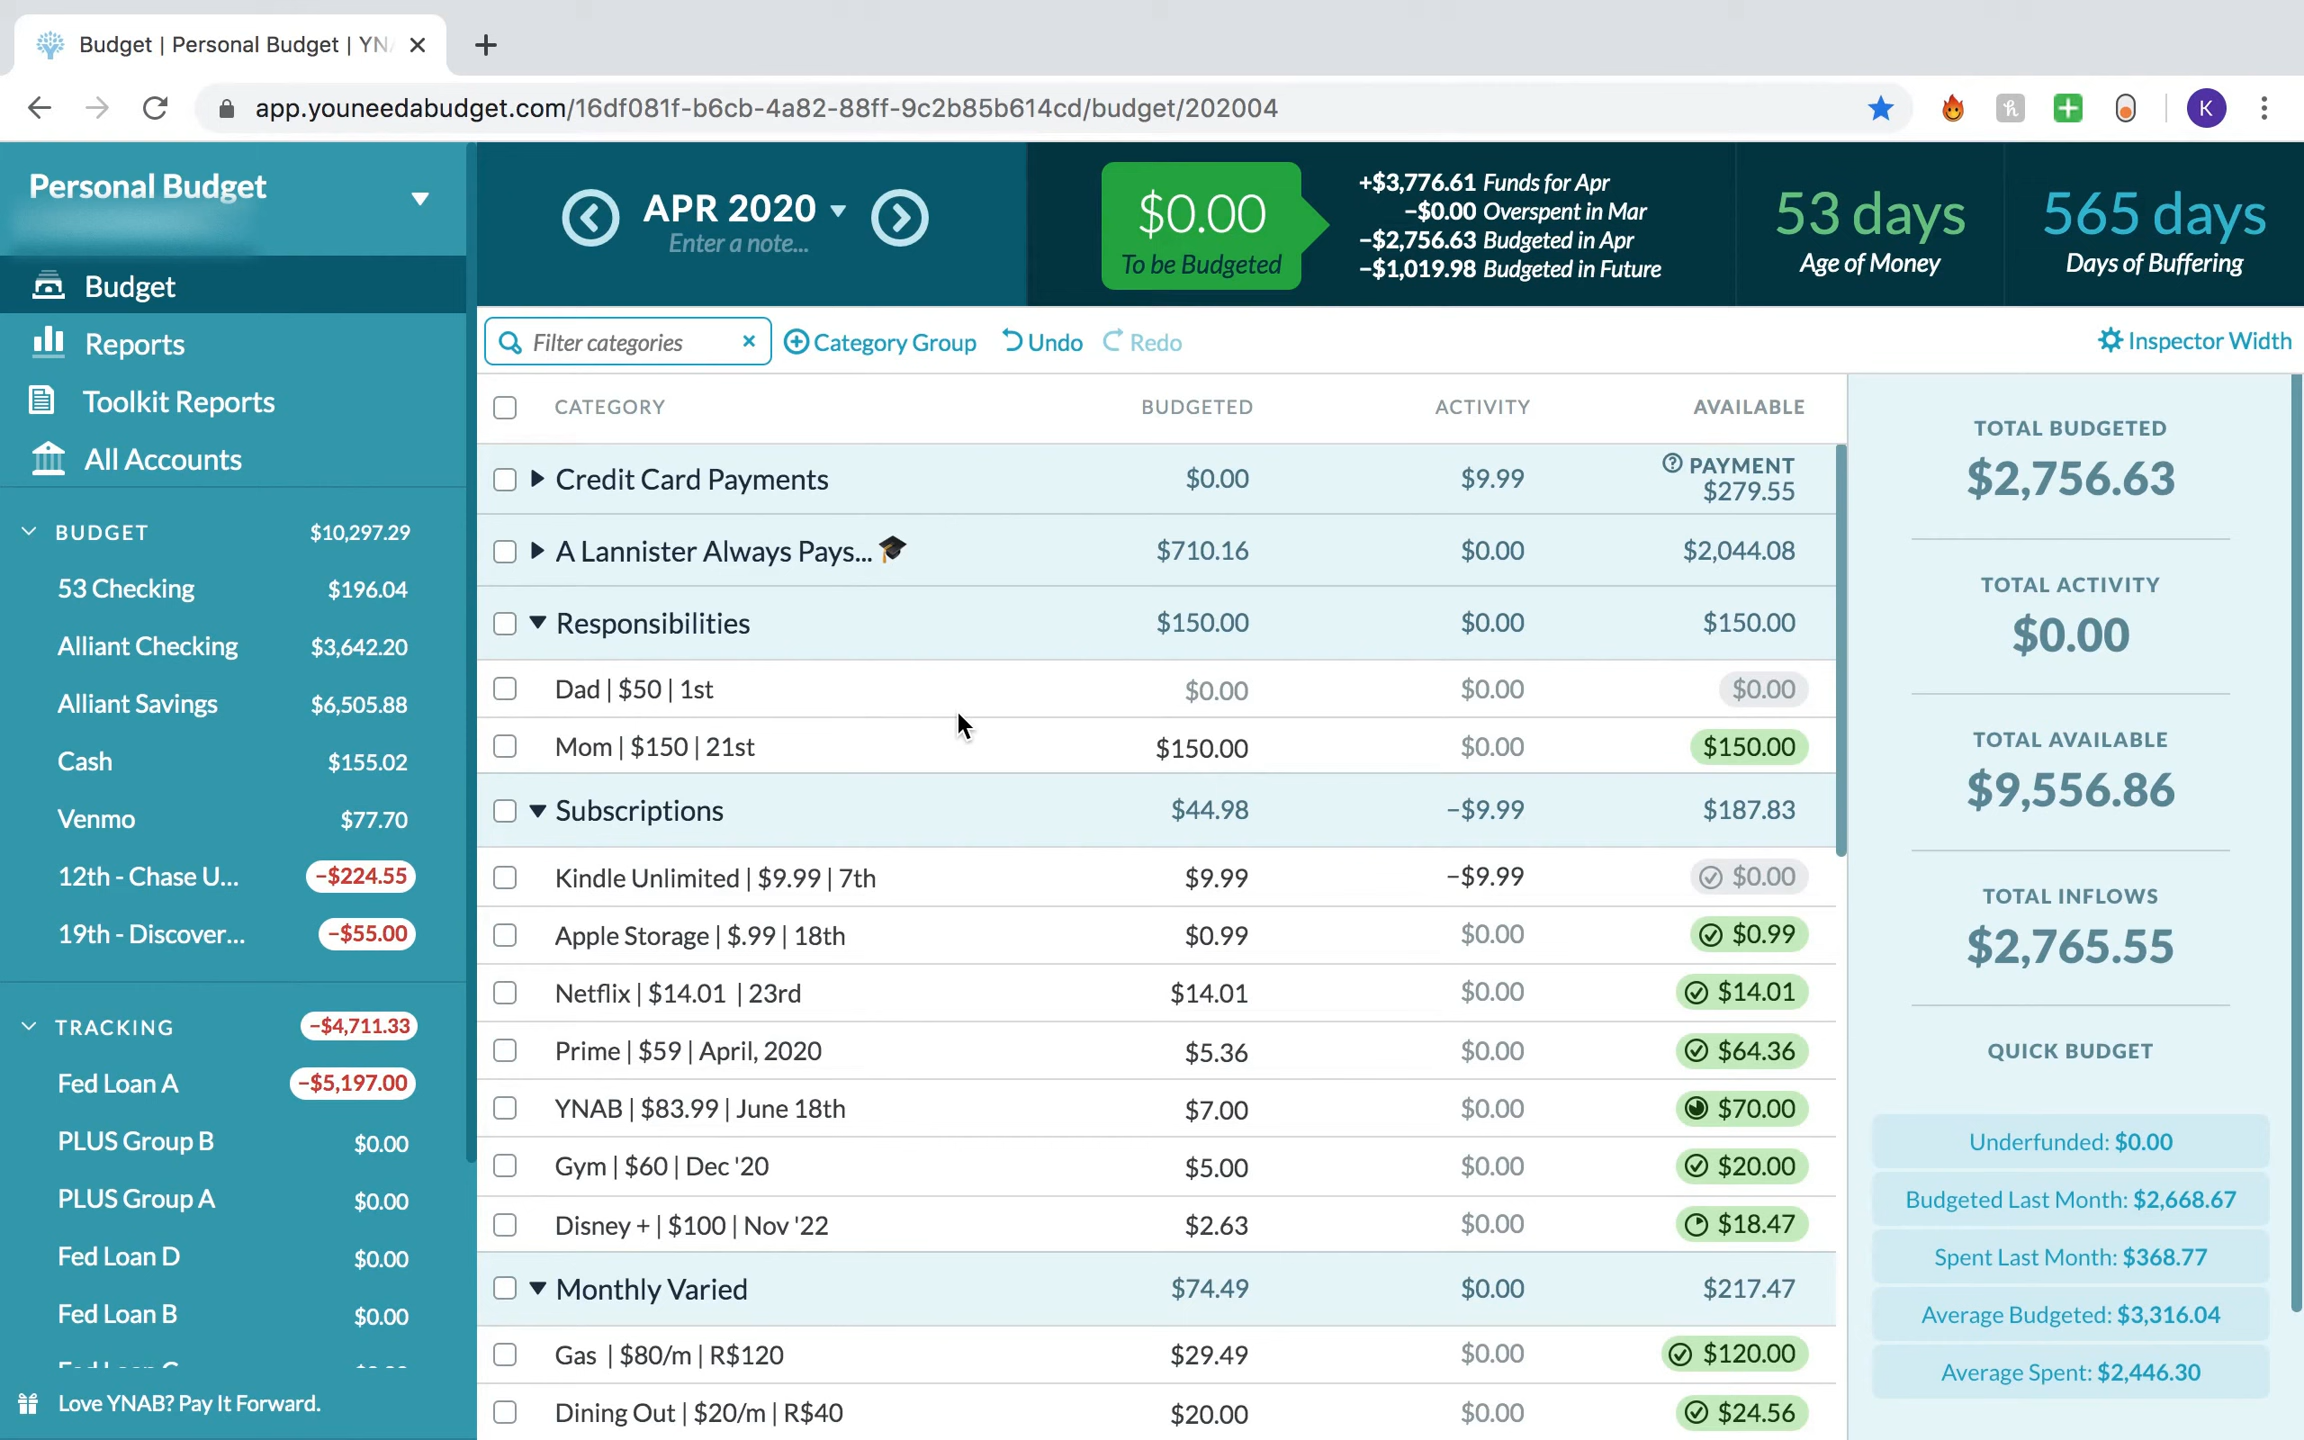 Budget | Personal Budget | YN
app.youneedabudget.com/16df081f-b6cb-4a82-88ff-9c2b85b614cd/budget/202004
K
Personal Budget
Budget
Reports
Toolkit Reports
All Accounts
BUDGET $10,297.29
53 Checking $196.04
Alliant Checking $3,642.20
Alliant Savings $6,505.88
Cash $155.02
Venmo $77.70
12th - Chase U... -$224.55
19th - Discover... -$55.00
TRACKING -$4,711.33
Fed Loan A -$5,197.00
PLUS Group B $0.00
PLUS Group A $0.00
Fed Loan D $0.00
Fed Loan B $0.00
Love YNAB? Pay It Forward.
APR 2020
Enter a note...
$0.00
To be Budgeted
+$3,776.61 Funds for Apr
-$0.00 Overspent in Mar
-$2,756.63 Budgeted in Apr
-$1,019.98 Budgeted in Future
53 days
Age of Money
565 days
Days of Buffering
Filter categories
Category Group
Undo
Redo
Inspector Width
CATEGORY BUDGETED ACTIVITY AVAILABLE
Credit Card Payments $0.00 $9.99 PAYMENT
$279.55
A Lannister Always Pays... 🎓 $710.16 $0.00 $2,044.08
Responsibilities $150.00 $0.00 $150.00
Dad | $50 | 1st $0.00 $0.00 $0.00
Mom | $150 | 21st $150.00 $0.00 $150.00
Subscriptions $44.98 -$9.99 $187.83
Kindle Unlimited | $9.99 | 7th $9.99 -$9.99 $0.00
Apple Storage | $.99 | 18th $0.99 $0.00 $0.99
Netflix | $14.01 | 23rd $14.01 $0.00 $14.01
Prime | $59 | April, 2020 $5.36 $0.00 $64.36
YNAB | $83.99 | June 18th $7.00 $0.00 $70.00
Gym | $60 | Dec '20 $5.00 $0.00 $20.00
Disney + | $100 | Nov '22 $2.63 $0.00 $18.47
Monthly Varied $74.49 $0.00 $217.47
Gas | $80/m | R$120 $29.49 $0.00 $120.00
Dining Out | $20/m | R$40 $20.00 $0.00 $24.56
TOTAL BUDGETED
$2,756.63
TOTAL ACTIVITY
$0.00
TOTAL AVAILABLE
$9,556.86
TOTAL INFLOWS
$2,765.55
QUICK BUDGET
Underfunded: $0.00
Budgeted Last Month: $2,668.67
Spent Last Month: $368.77
Average Budgeted: $3,316.04
Average Spent: $2,446.30